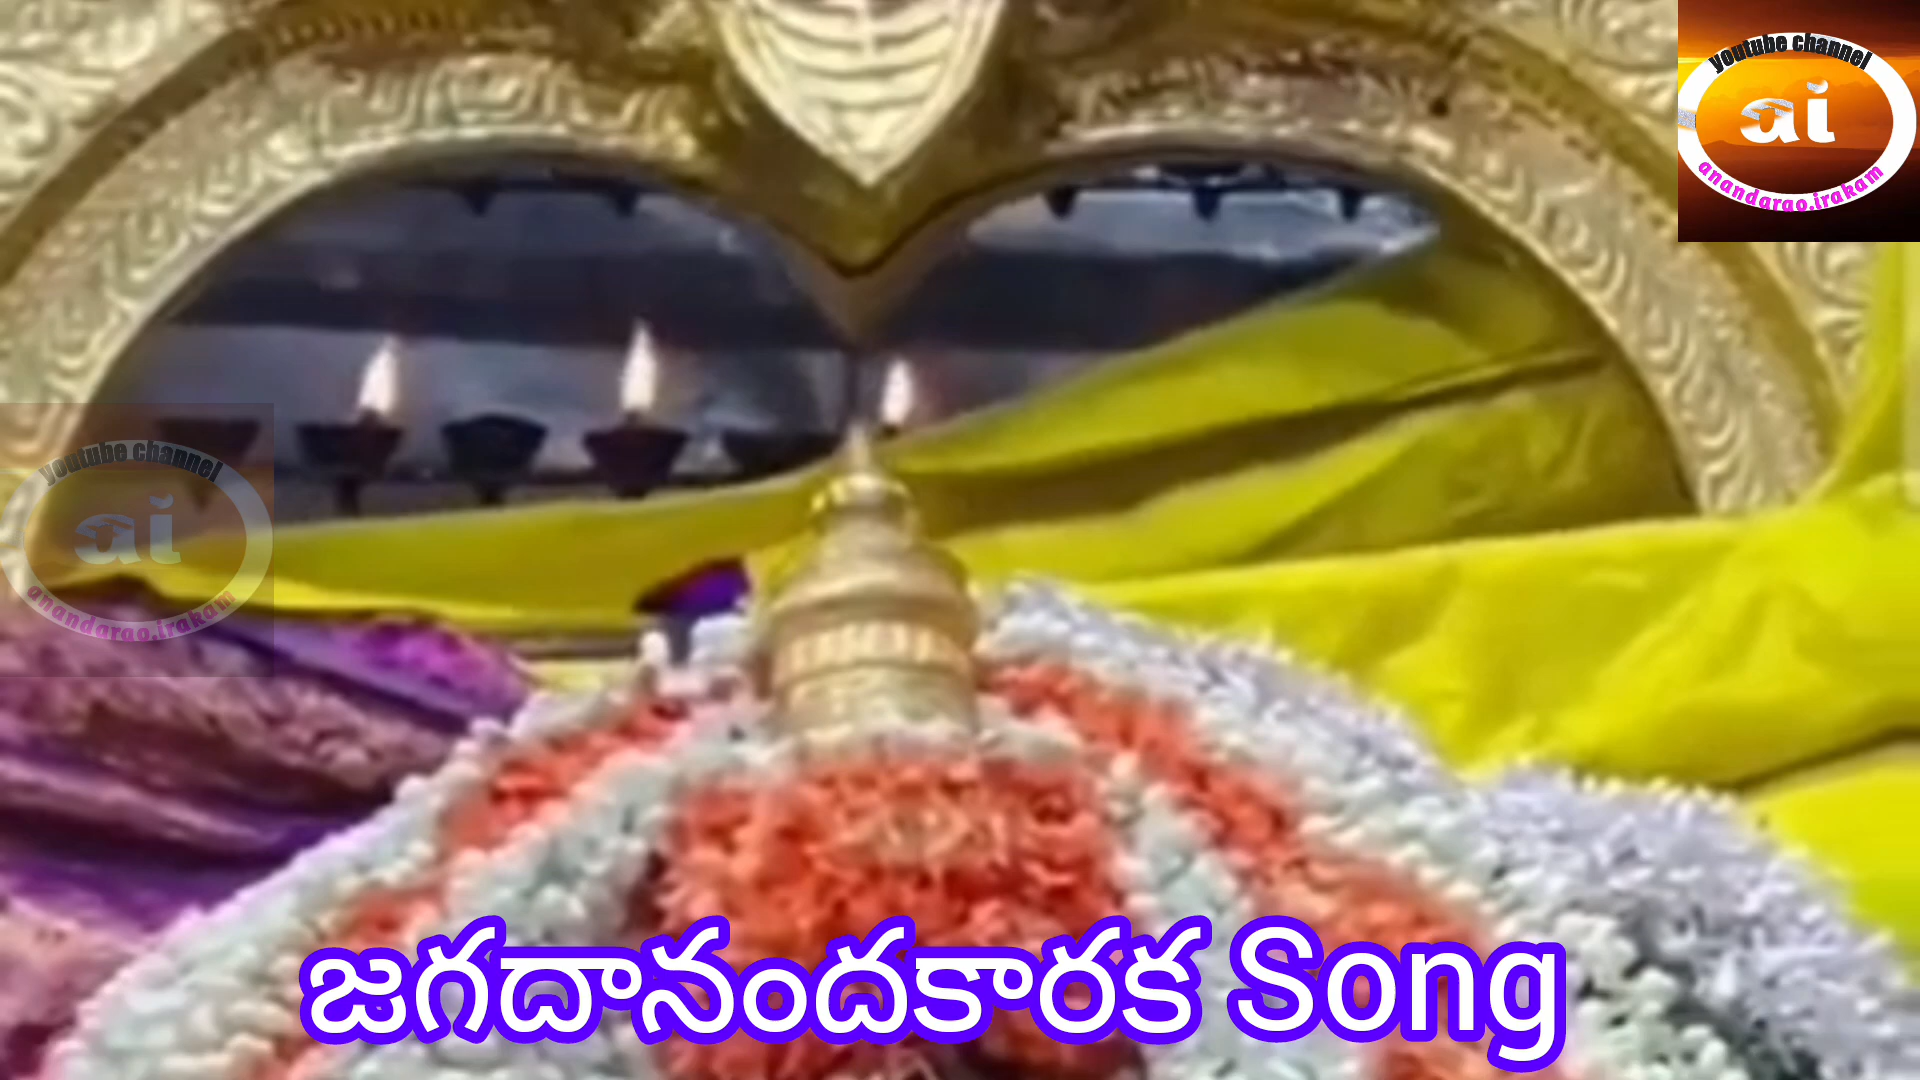 youtube channel
ai
anandarao.irakam
youtube channel
ai
anandarao.irakam
జగదానందకారక Song